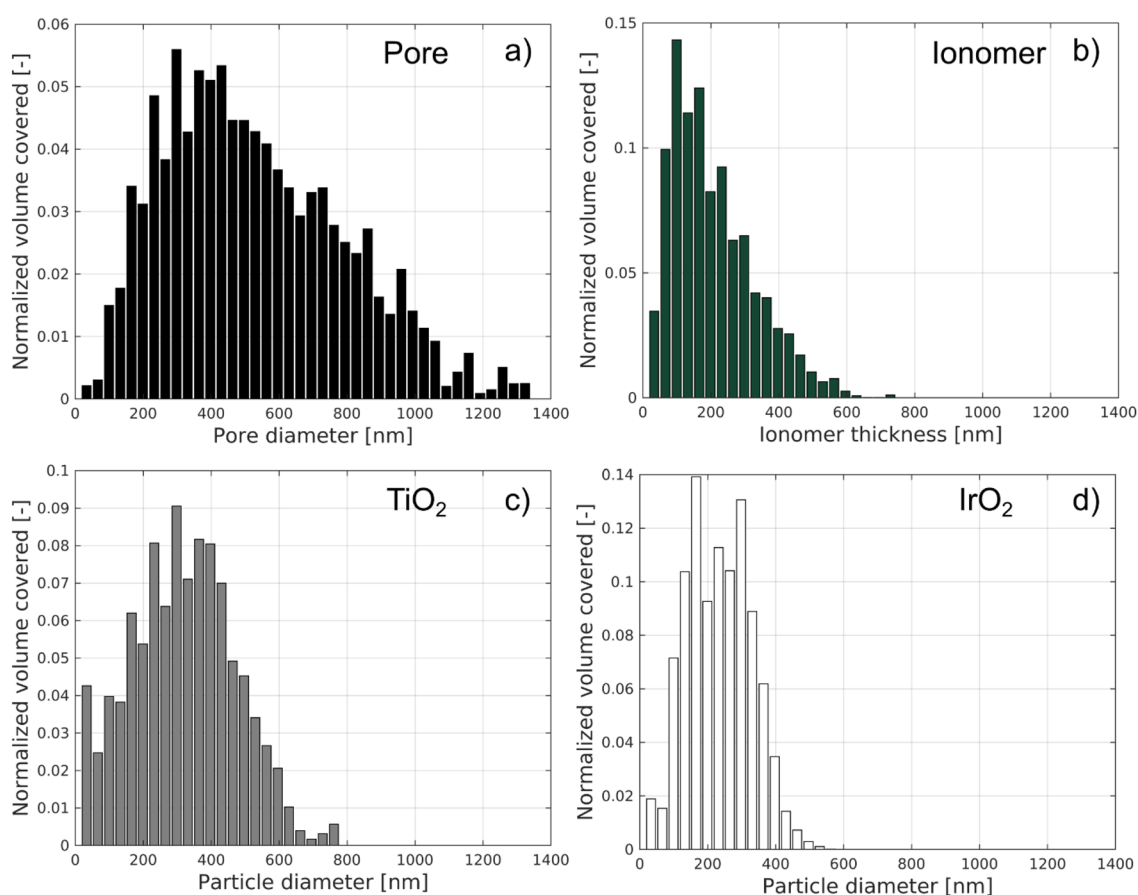 Pore a)
Normalized volume covered [-]
0.06
0.05
0.04
0.03
0.02
0.01
0
0 200 400 600 800 1000 1200 1400
Pore diameter [nm]
Ionomer b)
Normalized volume covered [-]
0.15
0.1
0.05
0
0 200 400 600 800 1000 1200 1400
Ionomer thickness [nm]
TiO₂ c)
Normalized volume covered [-]
0.1
0.09
0.08
0.07
0.06
0.05
0.04
0.03
0.02
0.01
0
0 200 400 600 800 1000 1200 1400
Particle diameter [nm]
IrO₂ d)
Normalized volume covered [-]
0.14
0.12
0.1
0.08
0.06
0.04
0.02
0
0 200 400 600 800 1000 1200 1400
Particle diameter [nm]